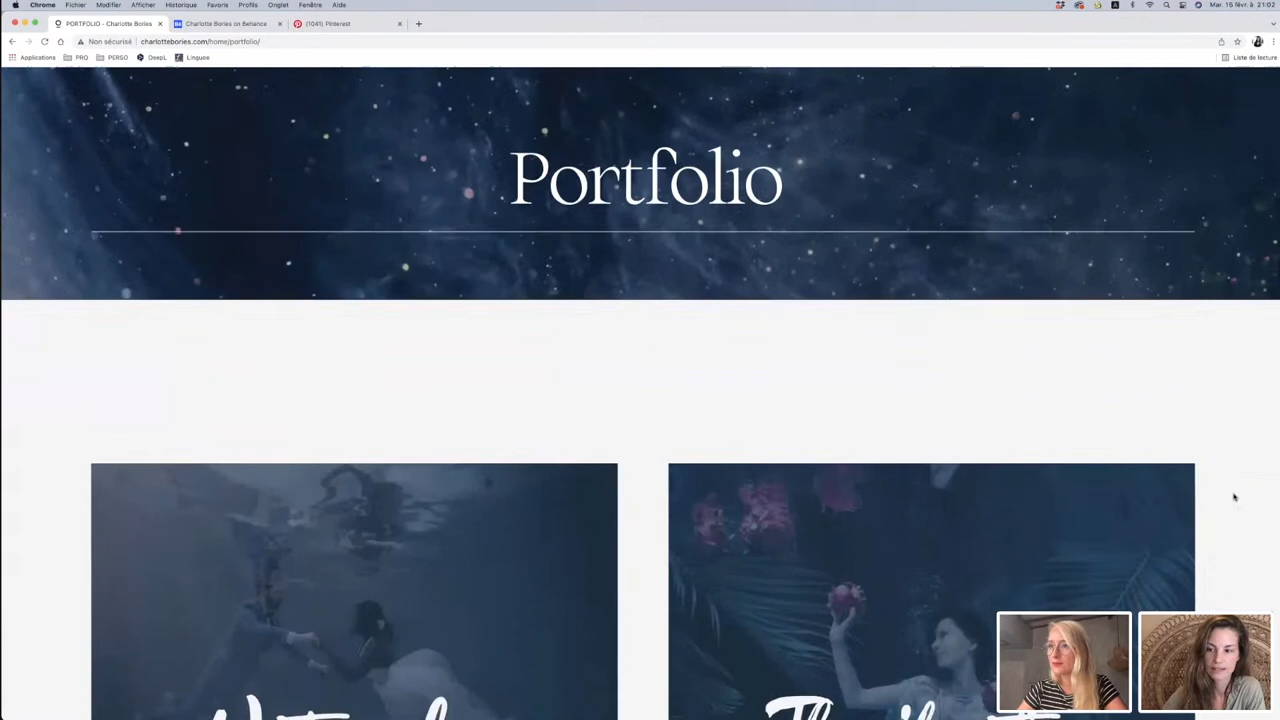 Chrome Fichier Modifier Afficher Historique Favoris Profils Onglet Fenêtre Aide
A Mar. 15 févr. à 21:02
PORTFOLIO - Charlotte Bories
Bē Charlotte Bories on Behance
(1041) Pinterest
Non sécurisé charlottebories.com/home/portfolio/
Applications PRO PERSO DeepL Linguee Liste de lecture
Portfolio